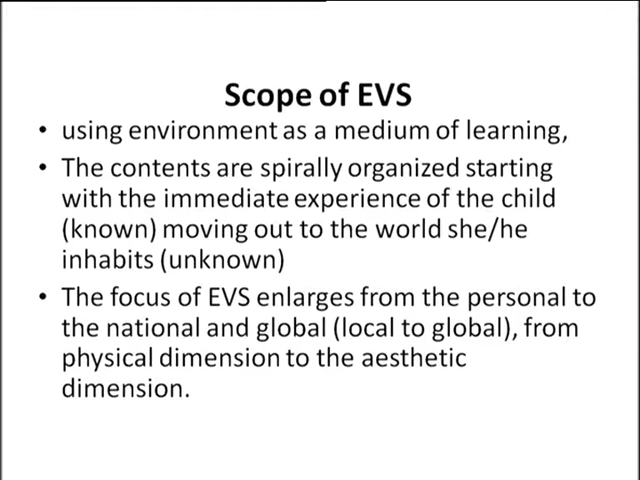 Scope of EVS
• using environment as a medium of learning,
• The contents are spirally organized starting
with the immediate experience of the child
(known) moving out to the world she/he
inhabits (unknown)
• The focus of EVS enlarges from the personal to
the national and global (local to global), from
physical dimension to the aesthetic
dimension.